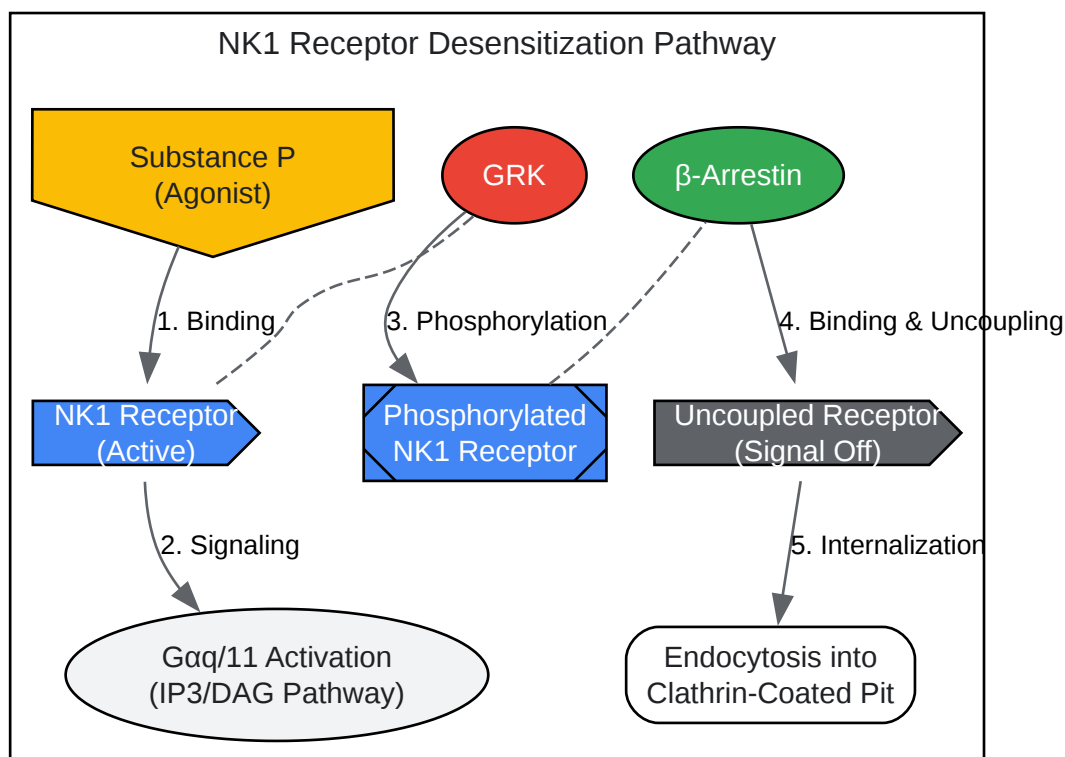 NK1 Receptor Desensitization Pathway
Substance P
(Agonist)
GRK
β-Arrestin
1. Binding
3. Phosphorylation
4. Binding & Uncoupling
NK1 Receptor
(Active)
Phosphorylated
NK1 Receptor
Uncoupled Receptor
(Signal Off)
2. Signaling
5. Internalization
Gαq/11 Activation
(IP3/DAG Pathway)
Endocytosis into
Clathrin-Coated Pit